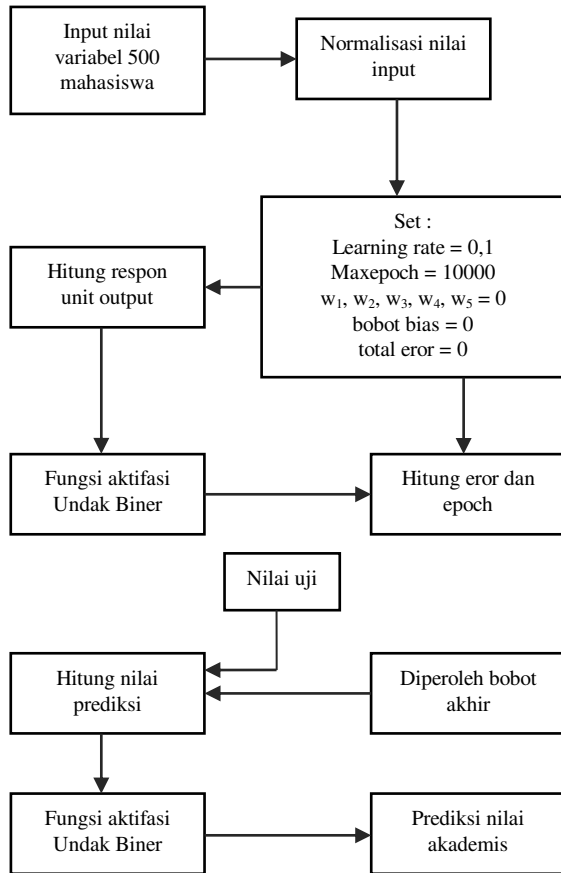 Input nilai
variabel 500
mahasiswa
Normalisasi nilai
input
Set :
Learning rate = 0,1
Maxepoch = 10000
w₁, w₂, w₃, w₄, w₅ = 0
bobot bias = 0
total eror = 0
Hitung respon
unit output
Fungsi aktifasi
Undak Biner
Hitung eror dan
epoch
Nilai uji
Hitung nilai
prediksi
Diperoleh bobot
akhir
Fungsi aktifasi
Undak Biner
Prediksi nilai
akademis